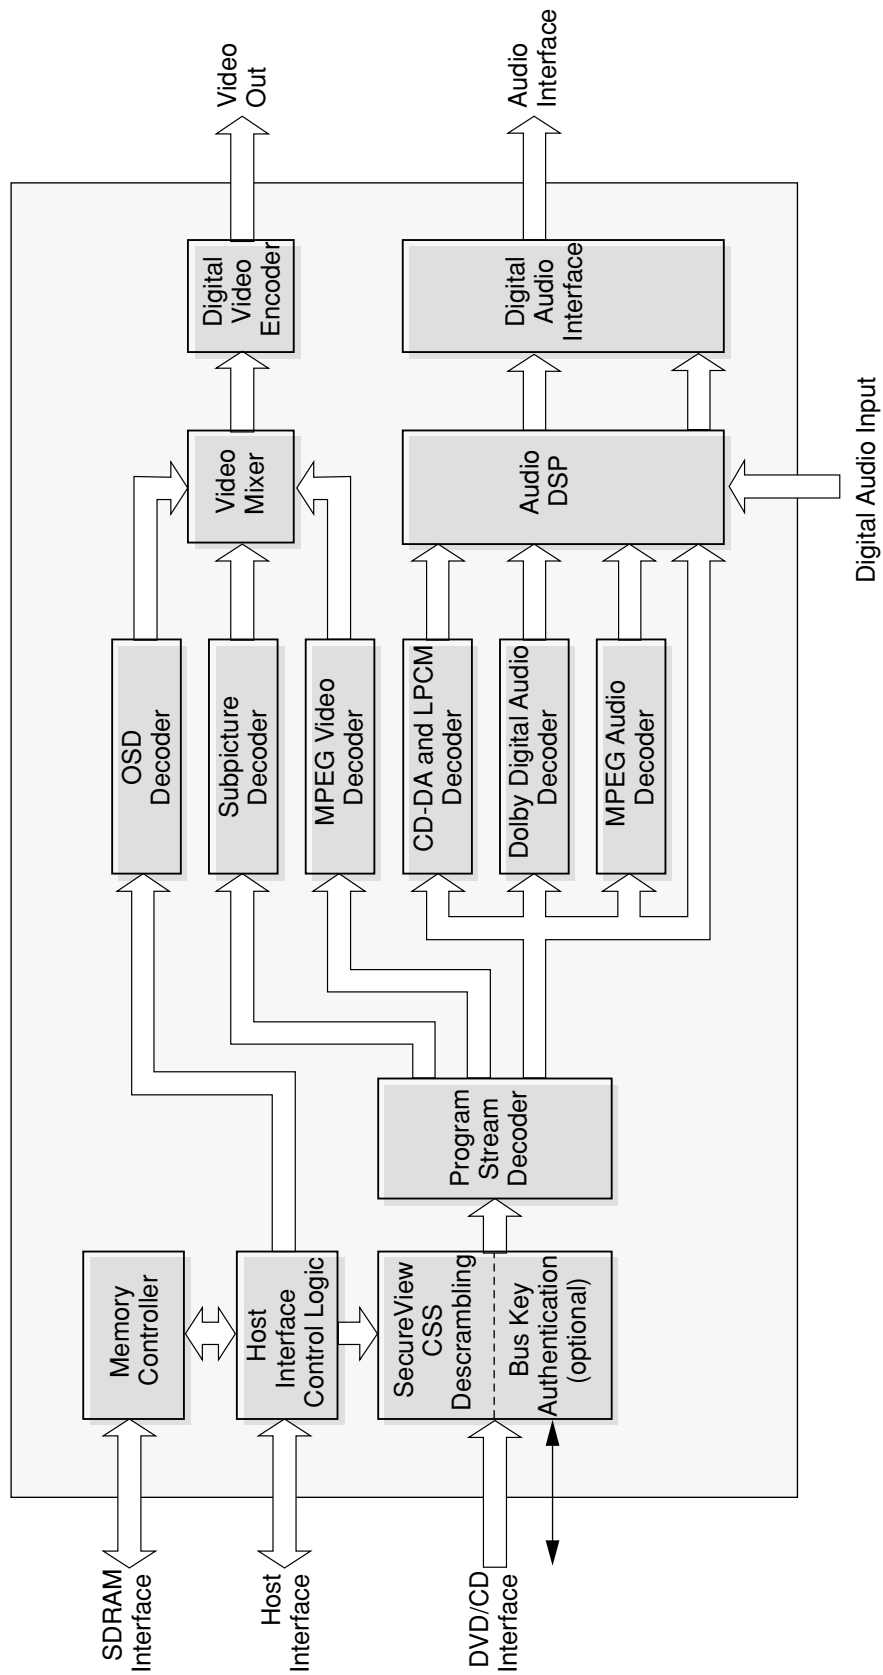 SDRAM
Interface
Host
Interface
DVD/CD
Interface
Memory
Controller
Host
Interface
Control Logic
SecureView
CSS
Descrambling
Bus Key
Authentication
(optional)
Program
Stream
Decoder
OSD
Decoder
Subpicture
Decoder
MPEG Video
Decoder
CD-DA and LPCM
Decoder
Dolby Digital Audio
Decoder
MPEG Audio
Decoder
Video
Mixer
Audio
DSP
Digital
Video
Encoder
Digital
Audio
Interface
Video
Out
Audio
Interface
Digital Audio Input